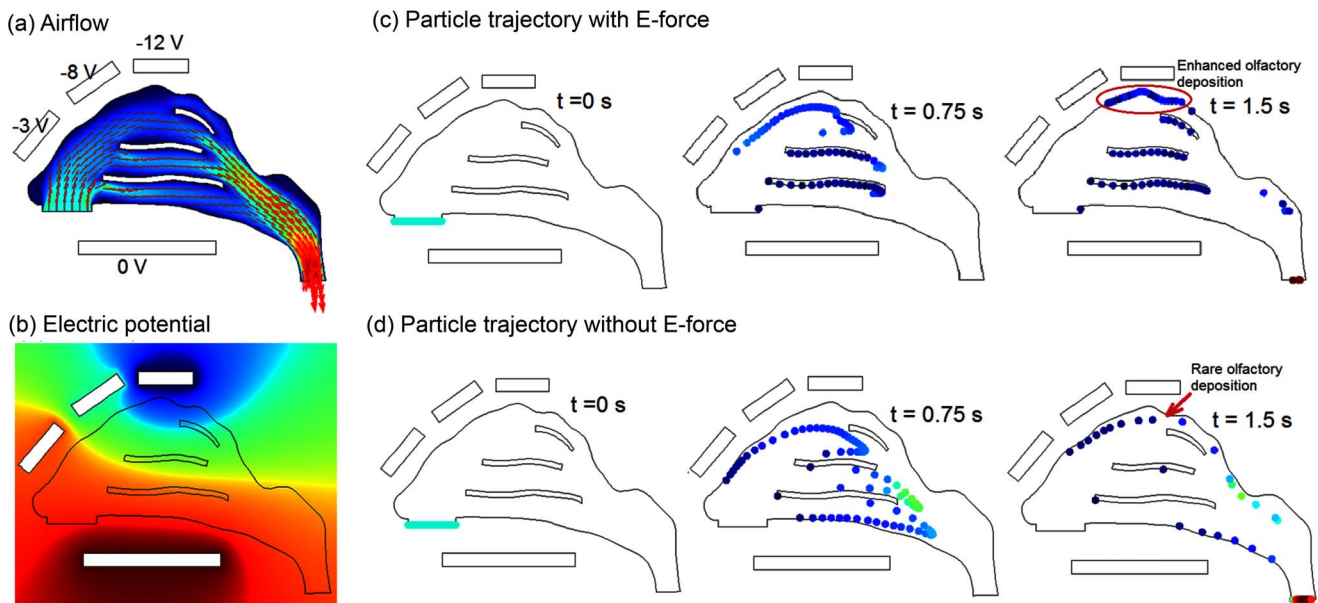 (a) Airflow
-12 V
-8 V
-3 V
0 V
(b) Electric potential
(c) Particle trajectory with E-force
t =0 s
t = 0.75 s
Enhanced olfactory
deposition
t = 1.5 s
(d) Particle trajectory without E-force
t =0 s
t = 0.75 s
Rare olfactory
deposition
t = 1.5 s